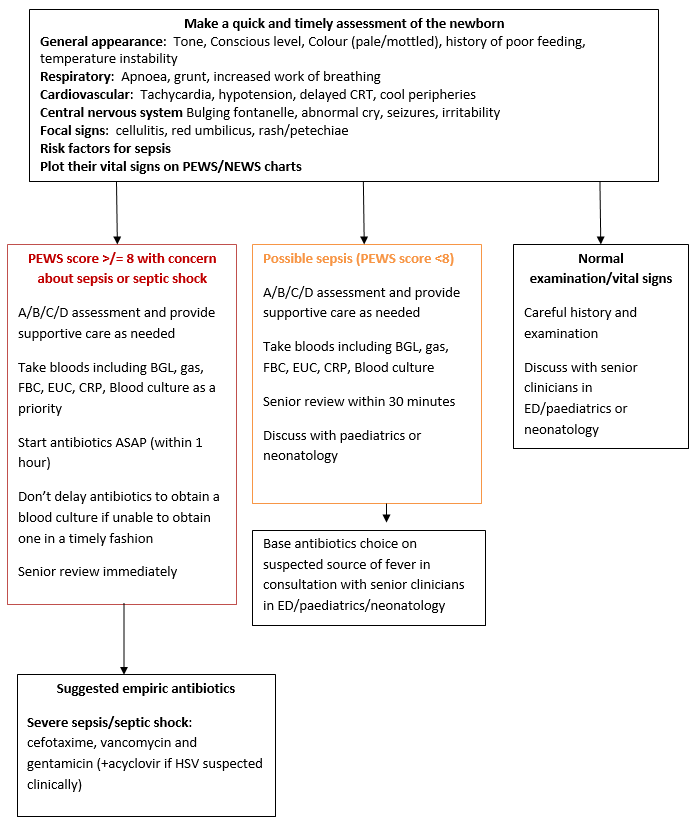 Make a quick and timely assessment of the newborn
General appearance:  Tone, Conscious level, Colour (pale/mottled), history of poor feeding,
temperature instability
Respiratory:  Apnoea, grunt, increased work of breathing
Cardiovascular:  Tachycardia, hypotension, delayed CRT, cool peripheries
Central nervous system Bulging fontanelle, abnormal cry, seizures, irritability
Focal signs:  cellulitis, red umbilicus, rash/petechiae
Risk factors for sepsis
Plot their vital signs on PEWS/NEWS charts
PEWS score >/= 8 with concern
about sepsis or septic shock
A/B/C/D assessment and provide
supportive care as needed
Take bloods including BGL, gas,
FBC, EUC, CRP, Blood culture as a
priority
Start antibiotics ASAP (within 1
hour)
Don't delay antibiotics to obtain a
blood culture if unable to obtain
one in a timely fashion
Senior review immediately
Possible sepsis (PEWS score <8)
A/B/C/D assessment and provide
supportive care as needed
Take bloods including BGL, gas,
FBC, EUC, CRP, Blood culture
Senior review within 30 minutes
Discuss with paediatrics or
neonatology
Normal
examination/vital signs
Careful history and
examination
Discuss with senior
clinicians in
ED/paediatrics or
neonatology
Base antibiotics choice on
suspected source of fever in
consultation with senior clinicians
in ED/paediatrics/neonatology
Suggested empiric antibiotics
Severe sepsis/septic shock:
cefotaxime, vancomycin and
gentamicin (+acyclovir if HSV suspected
clinically)